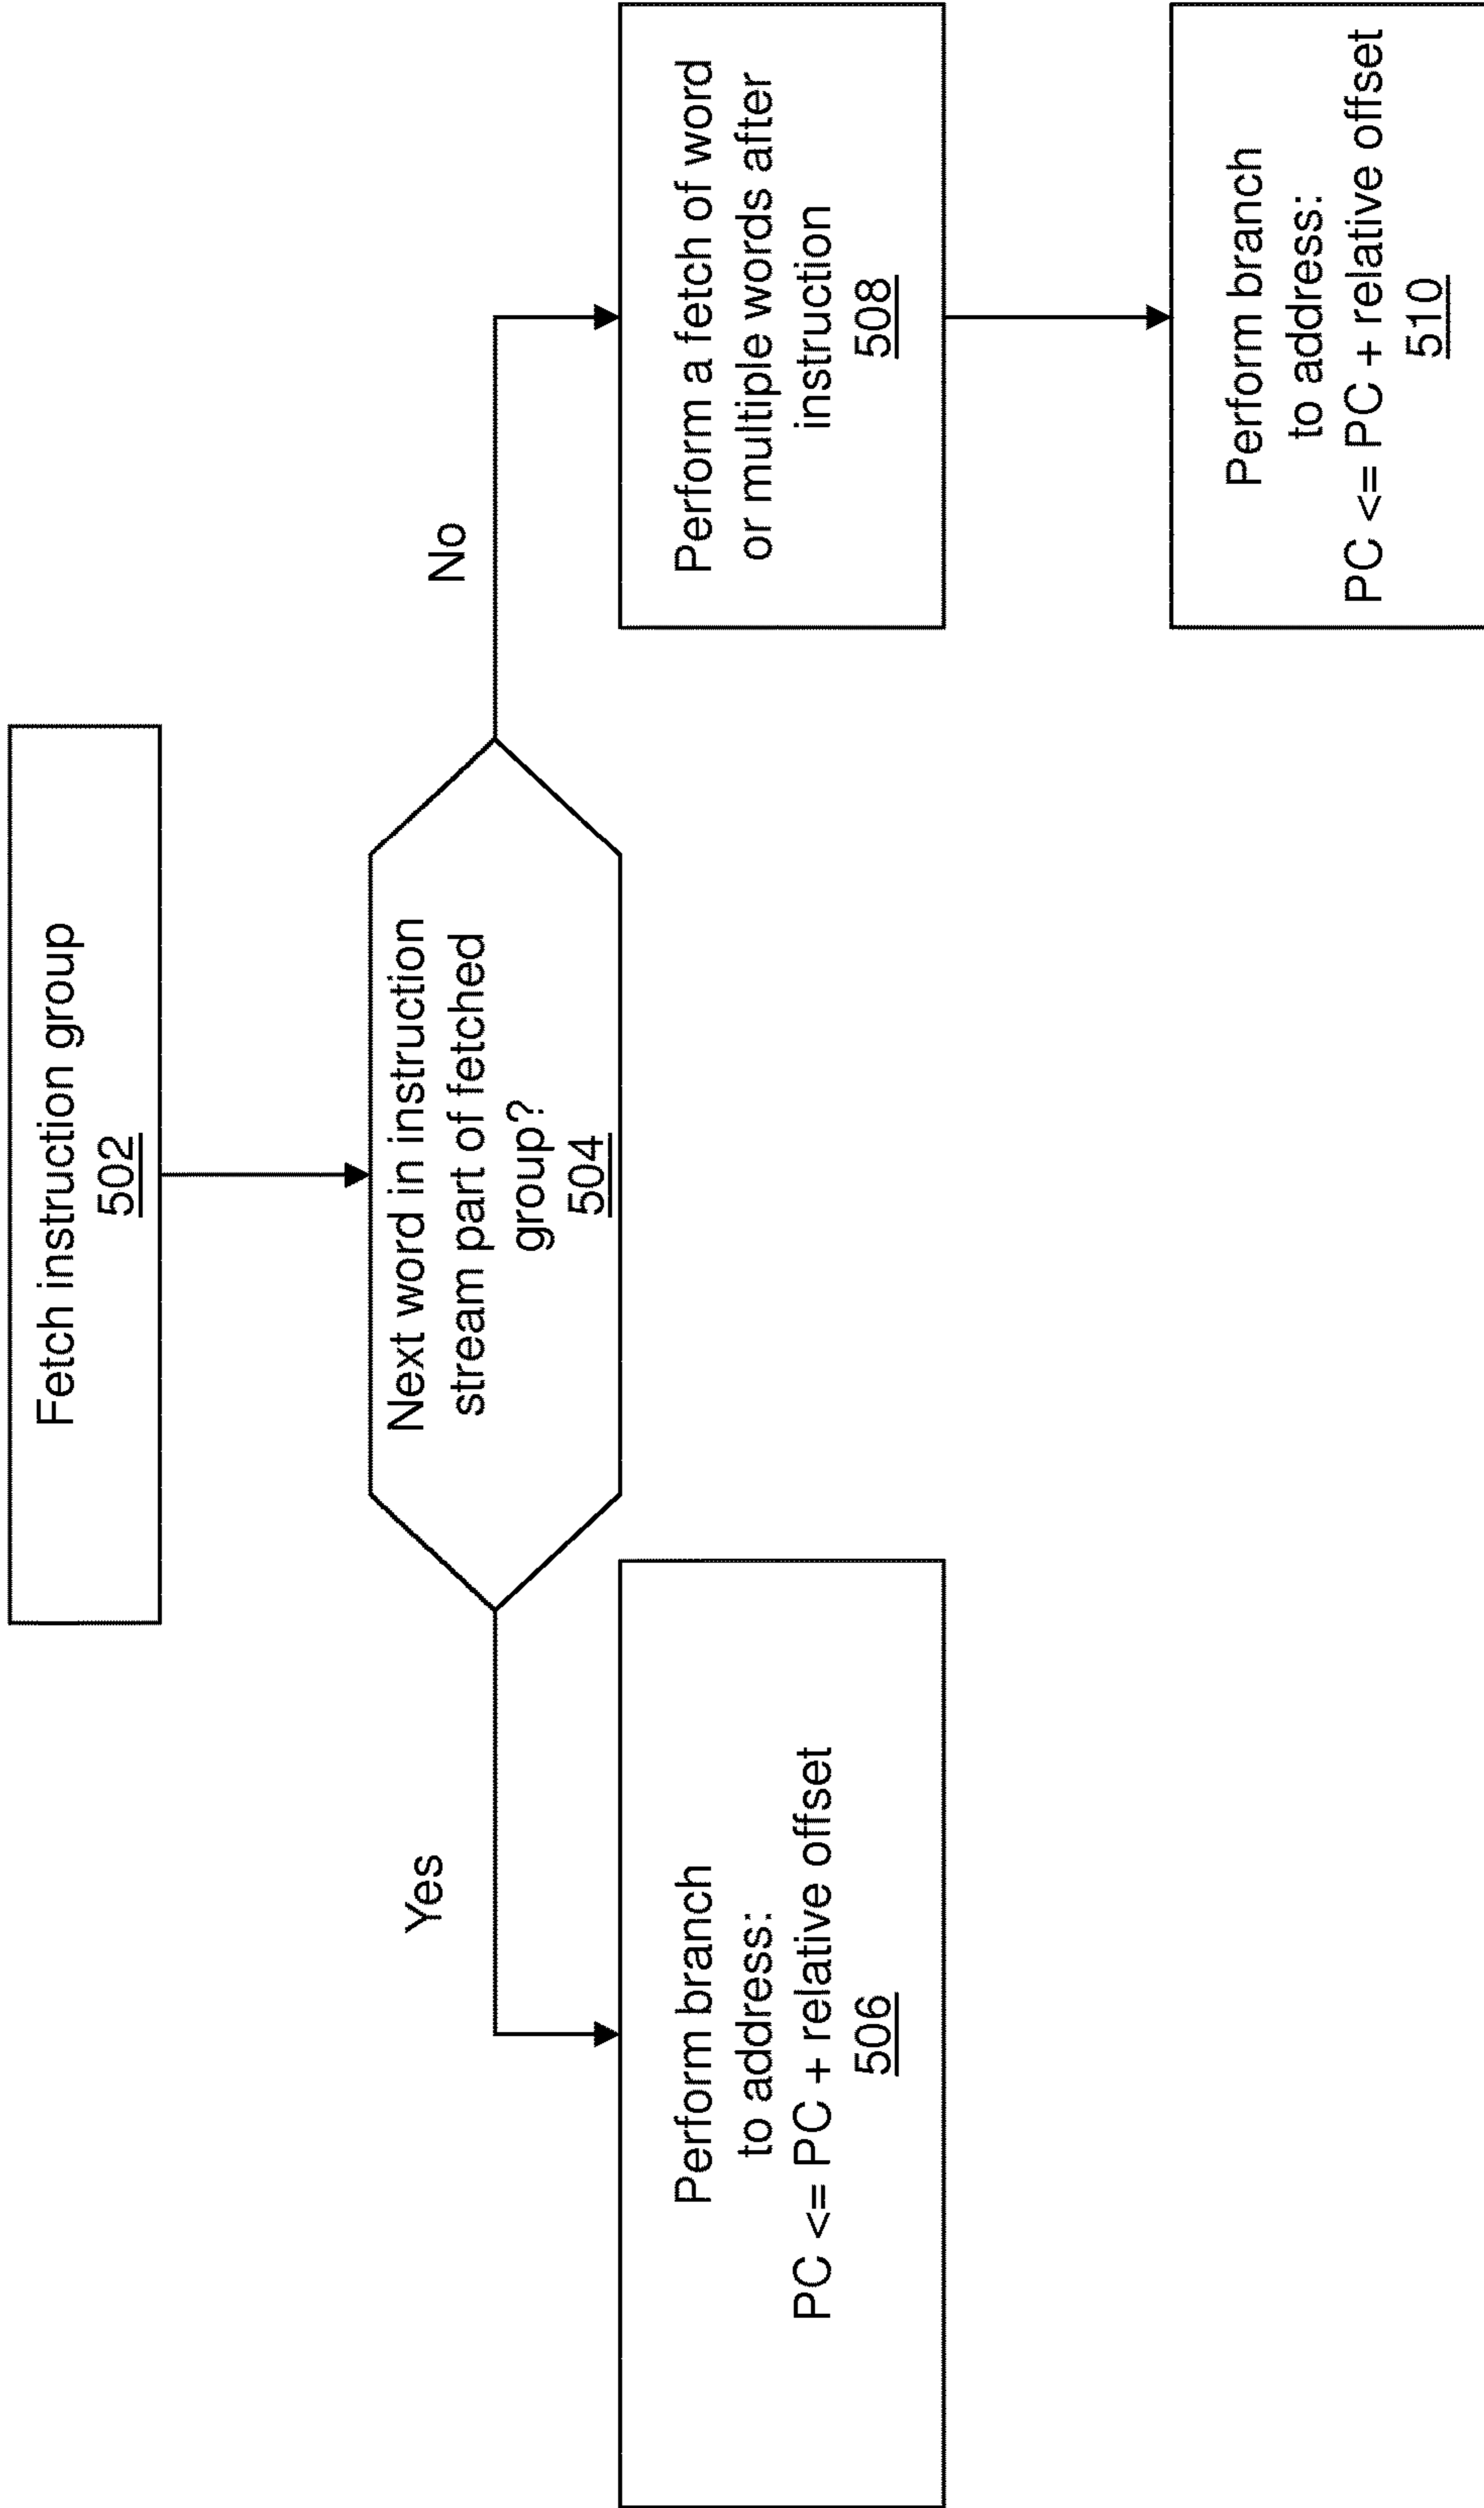 Fetch instruction group
502
Next word in instruction
stream part of fetched
group?
504
Yes
No
Perform branch
to address:
PC <= PC + relative offset
506
Perform a fetch of word
or multiple words after
instruction
508
Perform branch
to address:
PC <= PC + relative offset
510